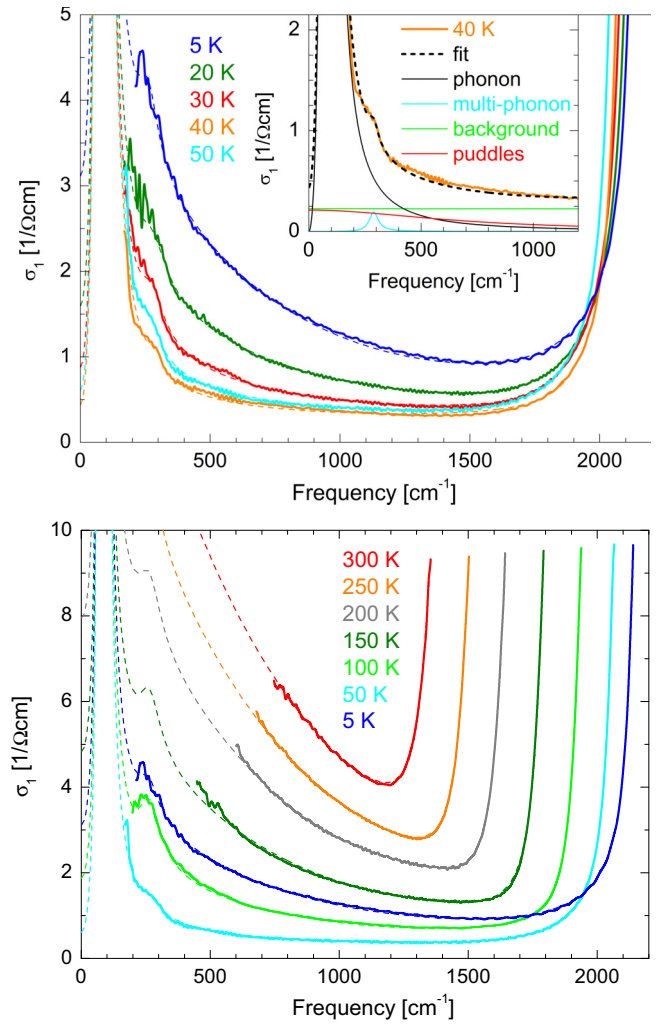 5
4
3
2
1
0
σ₁ [1/Ωcm]
5 K
20 K
30 K
40 K
50 K
0 500 1000 1500 2000
Frequency [cm⁻¹]
2
1
0
σ₁ [1/Ωcm]
40 K
fit
phonon
multi-phonon
background
puddles
0 500 1000
Frequency [cm⁻¹]
10
8
6
4
2
0
σ₁ [1/Ωcm]
300 K
250 K
200 K
150 K
100 K
50 K
5 K
0 500 1000 1500 2000
Frequency [cm⁻¹]